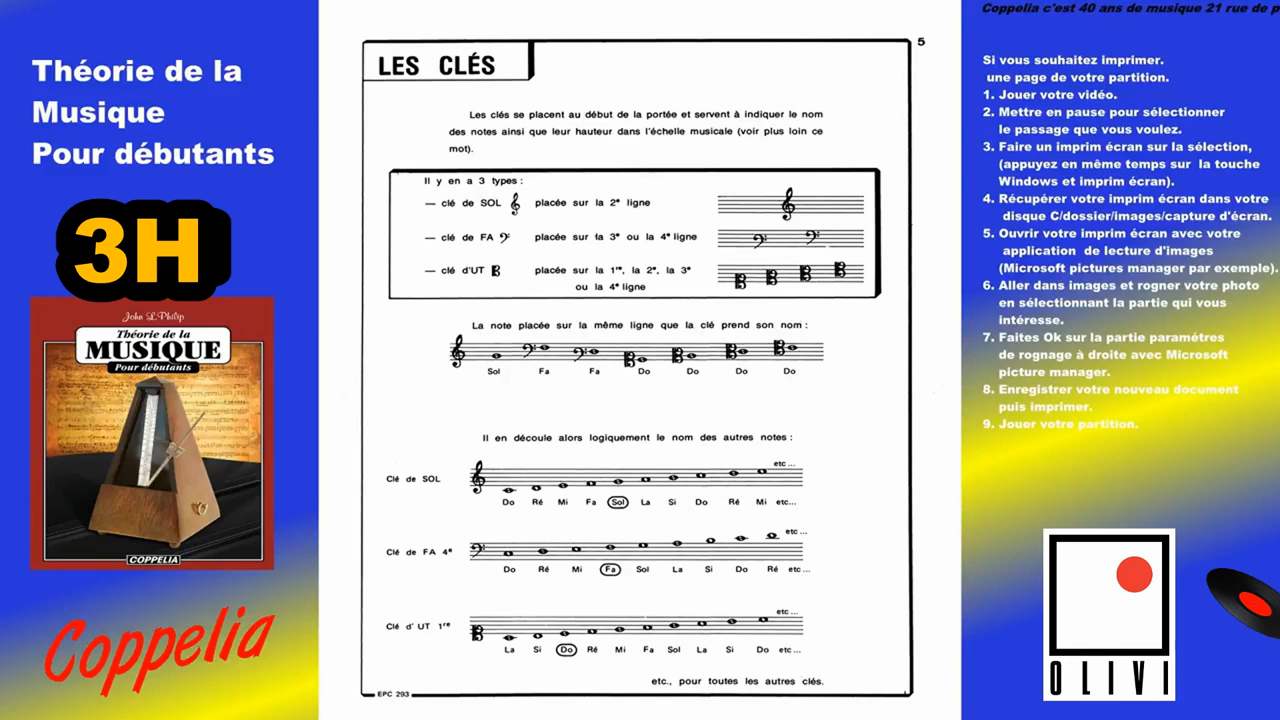 Coppelia c'est 40 ans de musique 21 rue de p
Théorie de la
Musique
Pour débutants
3H
John L.Philip
Théorie de la
MUSIQUE
Pour débutants
COPPELIA
Coppelia
5
LES CLÉS
Les clés se placent au début de la portée et servent à indiquer le nom
des notes ainsi que leur hauteur dans l'échelle musicale (voir plus loin ce
mot).
Il y en a 3 types :
— clé de SOL placée sur la 2e ligne
— clé de FA placée sur la 3e ou la 4e ligne
— clé d'UT placée sur la 1re, la 2e, la 3e
ou la 4e ligne
La note placée sur la même ligne que la clé prend son nom :
Sol Fa Fa Do Do Do Do
Il en découle alors logiquement le nom des autres notes :
etc ...
Clé de SOL
Do Ré Mi Fa Sol La Si Do Ré Mi etc...
etc ...
Clé de FA 4e
Do Ré Mi Fa Sol La Si Do Ré etc ...
etc ...
Clé d' UT 1re
La Si Do Ré Mi Fa Sol La Si Do etc ...
etc., pour toutes les autres clés.
EPC 293
Si vous souhaitez imprimer.
une page de votre partition.
1. Jouer votre vidéo.
2. Mettre en pause pour sélectionner
le passage que vous voulez.
3. Faire un imprim écran sur la sélection,
(appuyez en même temps sur la touche
Windows et imprim écran).
4. Récupérer votre imprim écran dans votre
disque C/dossier/images/capture d'écran.
5. Ouvrir votre imprim écran avec votre
application de lecture d'images
(Microsoft pictures manager par exemple).
6. Aller dans images et rogner votre photo
en sélectionnant la partie qui vous
intéresse.
7. Faites Ok sur la partie paramétres
de rognage à droite avec Microsoft
picture manager.
8. Enregistrer votre nouveau document
puis imprimer.
9. Jouer votre partition.
OLIVI